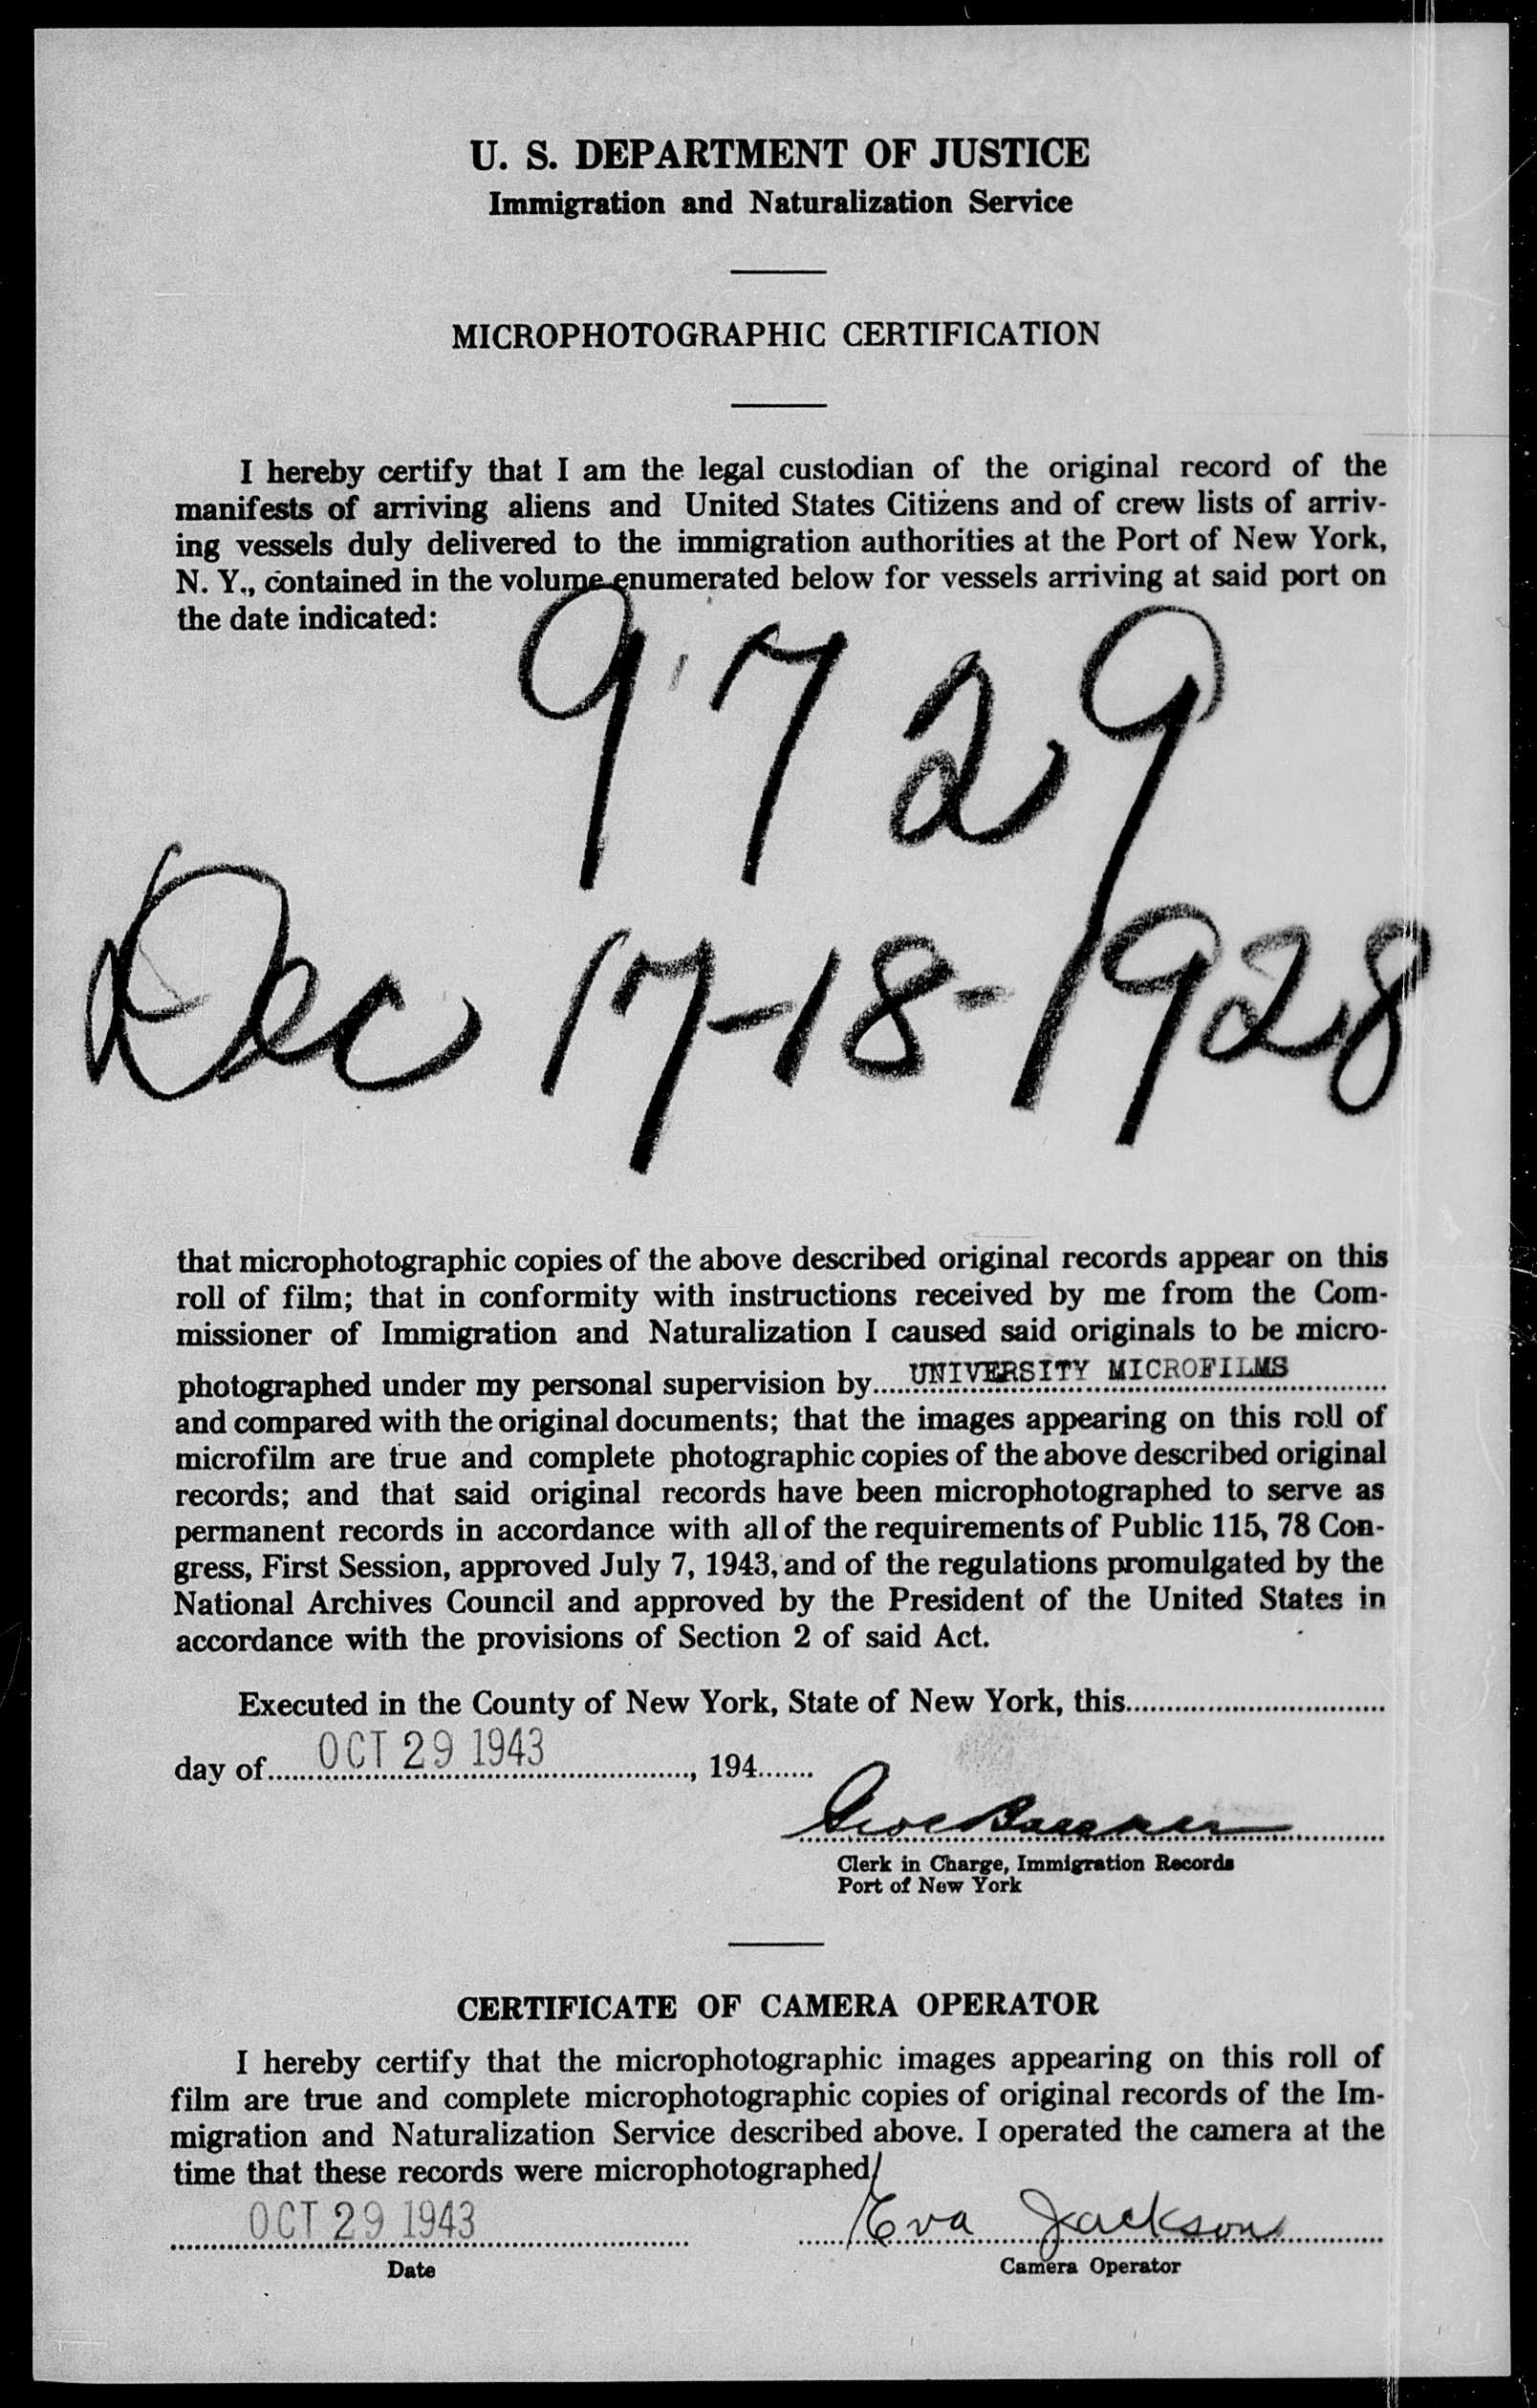 U. S. DEPARTMENT OF JUSTICE
Immigration and Naturalization Service
MICROPHOTOGRAPHIC CERTIFICATION
I hereby certify that I am the legal custodian of the original record of the
manifests of arriving aliens and United States Citizens and of crew lists of arriv-
ing vessels duly delivered to the immigration authorities at the Port of New York,
N. Y., contained in the volume enumerated below for vessels arriving at said port on
the date indicated:
9729
Dec 17-18-1928
that microphotographic copies of the above described original records appear on this
roll of film; that in conformity with instructions received by me from the Com-
missioner of Immigration and Naturalization I caused said originals to be micro-
photographed under my personal supervision by UNIVERSITY MICROFILMS
and compared with the original documents; that the images appearing on this roll of
microfilm are true and complete photographic copies of the above described original
records; and that said original records have been microphotographed to serve as
permanent records in accordance with all of the requirements of Public 115, 78 Con-
gress, First Session, approved July 7, 1943, and of the regulations promulgated by the
National Archives Council and approved by the President of the United States in
accordance with the provisions of Section 2 of said Act.
Executed in the County of New York, State of New York, this
day of OCT 29 1943, 194
Clerk in Charge, Immigration Records
Port of New York
CERTIFICATE OF CAMERA OPERATOR
I hereby certify that the microphotographic images appearing on this roll of
film are true and complete microphotographic copies of original records of the Im-
migration and Naturalization Service described above. I operated the camera at the
time that these records were microphotographed
OCT 29 1943 Eva Jackson
Date Camera Operator